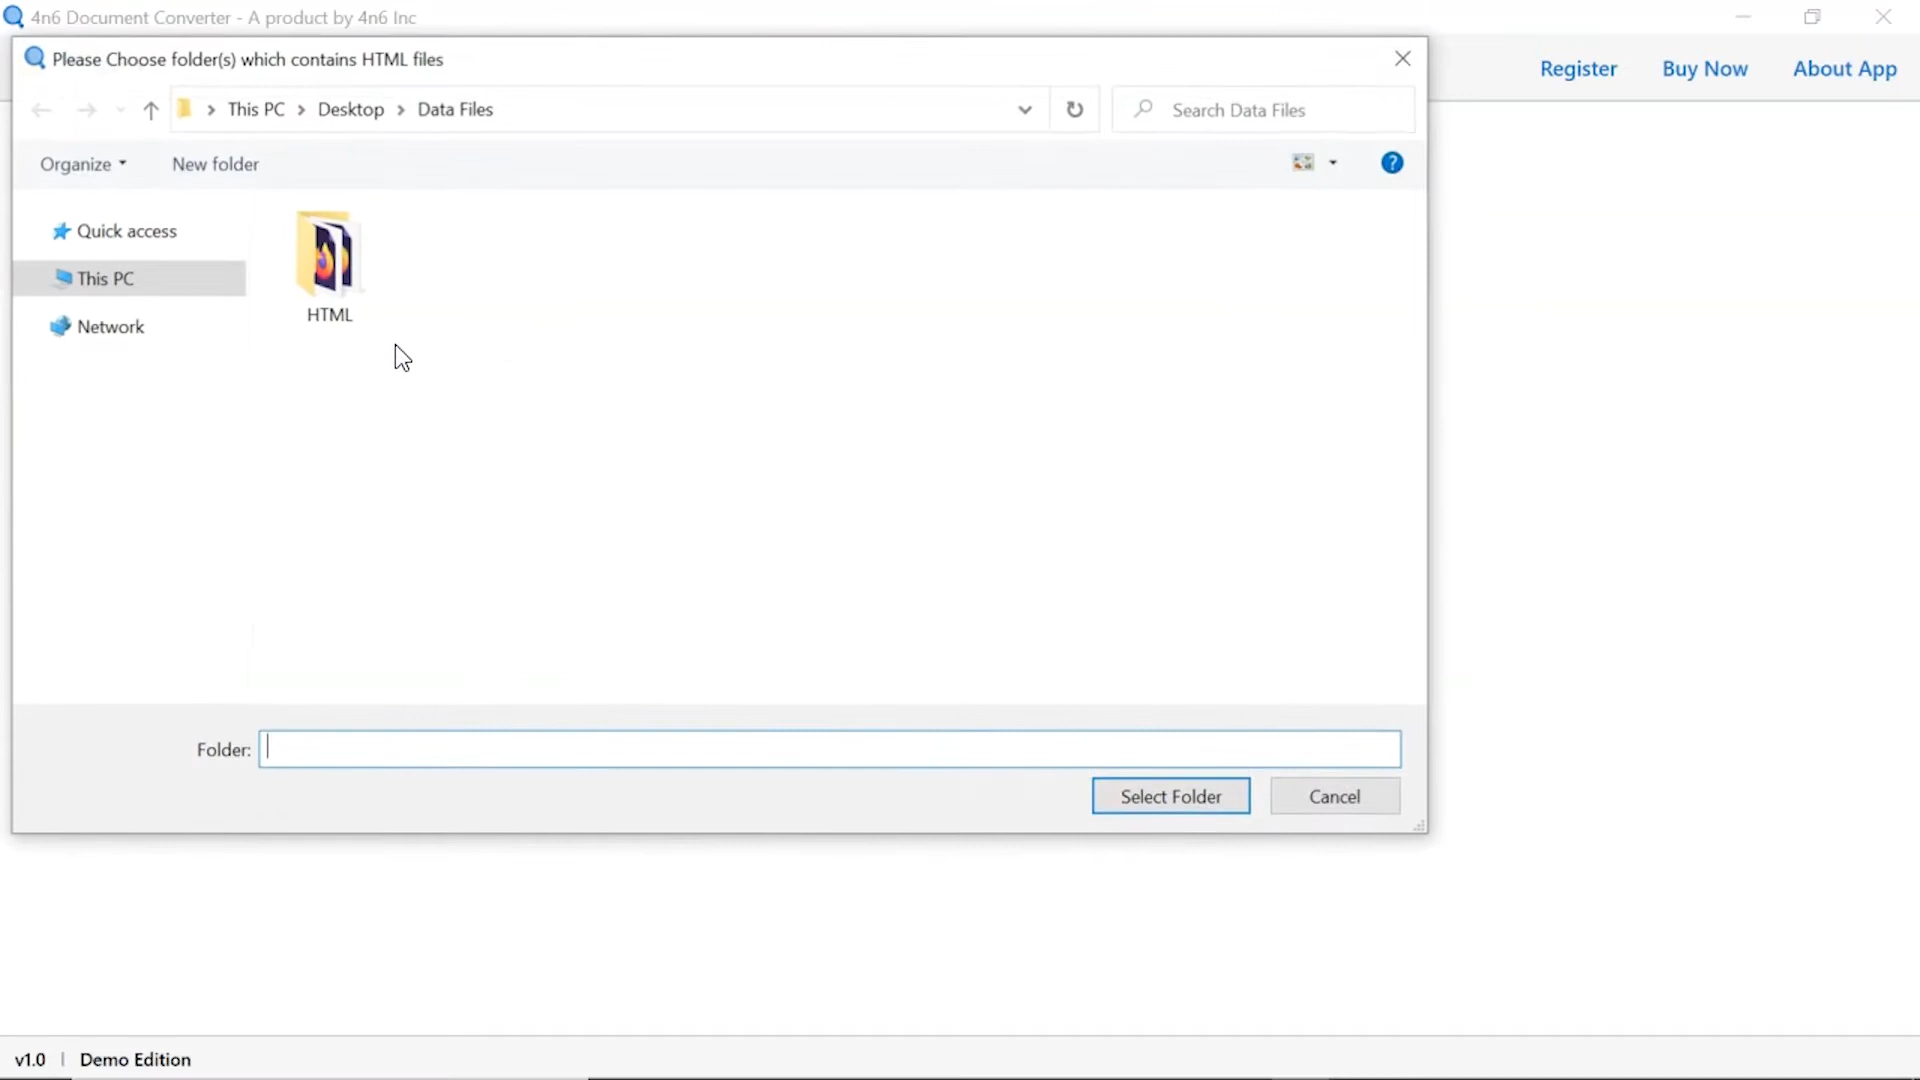 4n6 Document Converter - A product by 4n6 Inc
Please Choose folder(s) which contains HTML files
Register
Buy Now
About App
This PC
Desktop
Data Files
Search Data Files
Organize
New folder
?
Quick access
This PC
Network
HTML
Folder:
Select Folder
Cancel
v1.0 | Demo Edition